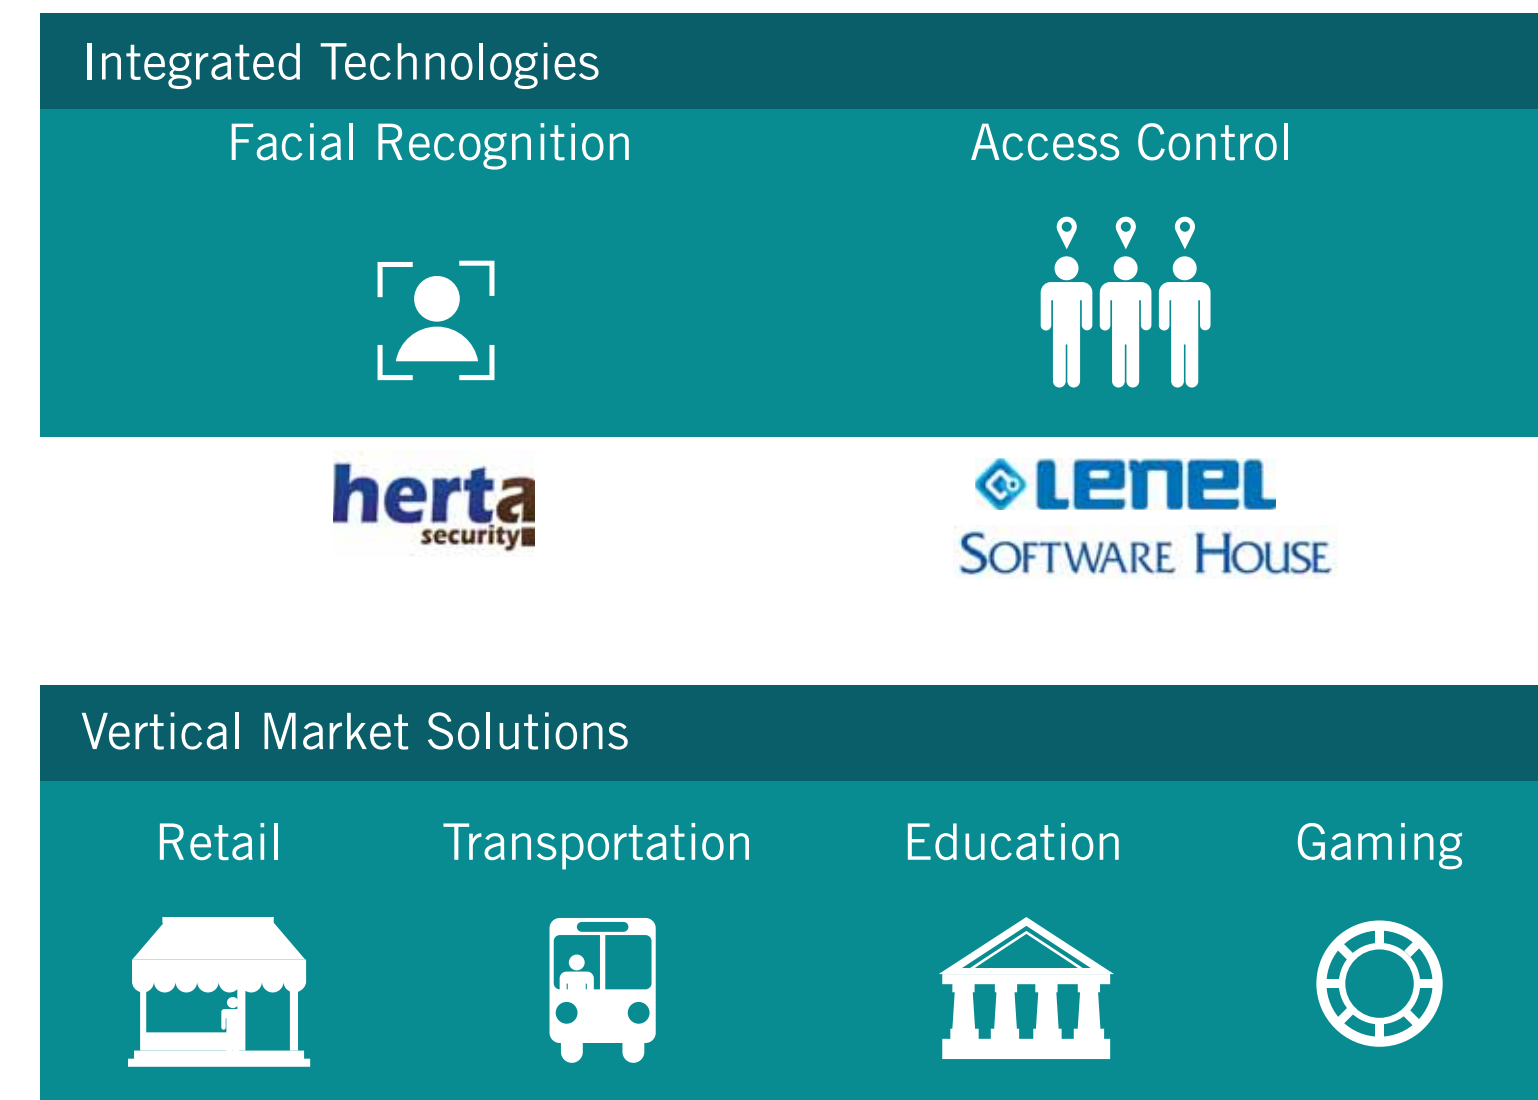 Integrated Technologies
Facial Recognition
Access Control
herta
security
LENEL
SOFTWARE HOUSE
Vertical Market Solutions
Retail
Transportation
Education
Gaming